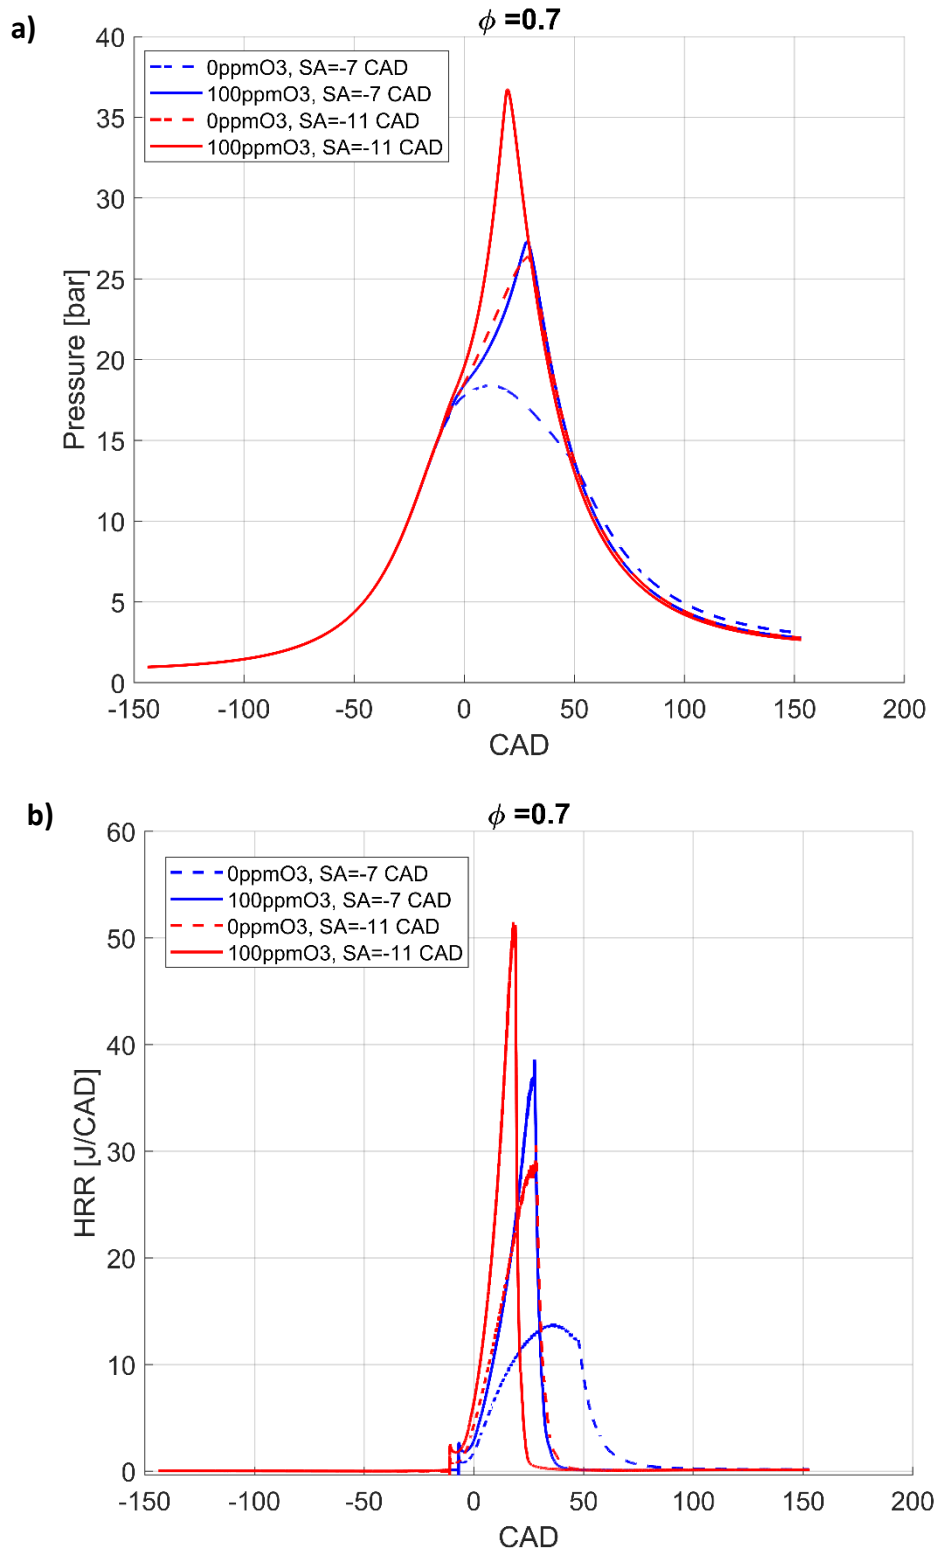 a)
ϕ =0.7
0ppmO3, SA=-7 CAD
100ppmO3, SA=-7 CAD
0ppmO3, SA=-11 CAD
100ppmO3, SA=-11 CAD
40
35
30
25
20
15
10
5
0
Pressure [bar]
-150 -100 -50 0 50 100 150 200
CAD
b)
ϕ =0.7
0ppmO3, SA=-7 CAD
100ppmO3, SA=-7 CAD
0ppmO3, SA=-11 CAD
100ppmO3, SA=-11 CAD
60
50
40
30
20
10
0
HRR [J/CAD]
-150 -100 -50 0 50 100 150 200
CAD